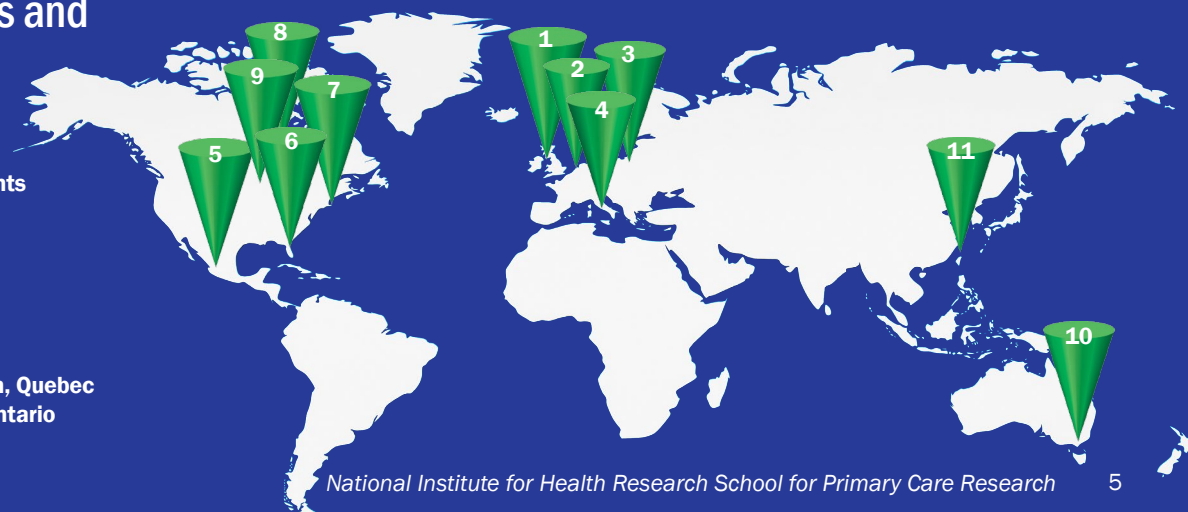 s and
nts
a, Quebec
ntario
8
9
7
5
6
1
2
3
4
11
10
National Institute for Health Research School for Primary Care Research 5